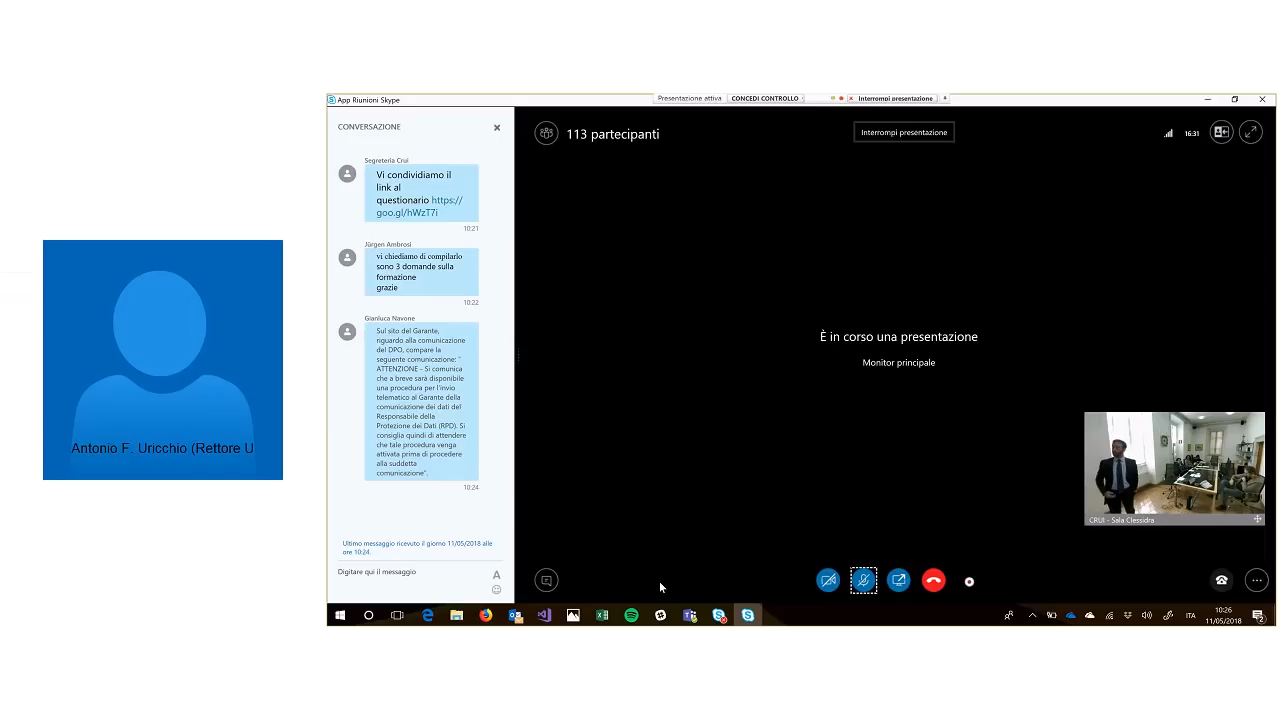 App Riunioni Skype
Presentazione attiva
CONCEDI CONTROLLO
Interrompi presentazione
CONVERSAZIONE
113 partecipanti
Interrompi presentazione
16:31
Segreteria Crui
Vi condividiamo il
link al
questionario https://
goo.gl/hWzT7i
10:21
Jürgen Ambrosi
vi chiediamo di compilarlo
sono 3 domande sulla
formazione
grazie
10:22
Gianluca Navone
Sul sito del Garante,
riguardo alla comunicazione
del DPO, compare la
seguente comunicazione: "
ATTENZIONE - Si comunica
che a breve sarà disponibile
una procedura per l'invio
telematico al Garante della
comunicazione dei dati del
Responsabile della
Protezione dei Dati (RPD). Si
consiglia quindi di attendere
che tale procedura venga
attivata prima di procedere
alla suddetta
comunicazione".
10:24
Ultimo messaggio ricevuto il giorno 11/05/2018 alle
ore 10:24.
Digitare qui il messaggio
A
È in corso una presentazione
Monitor principale
CRUI - Sala Clessidra
Antonio F. Uricchio (Rettore U
ITA
10:26
11/05/2018
2